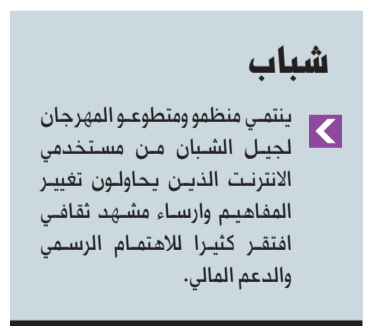 شباب
ينتمي منظمو ومتطوعو المهرجان
لجيل الشبان من مستخدمي
الانترنت الذين يحاولون تغيير
المفاهيم وارساء مشهد ثقافي
افتقر كثيرا للاهتمام الرسمي
والدعم المالي.